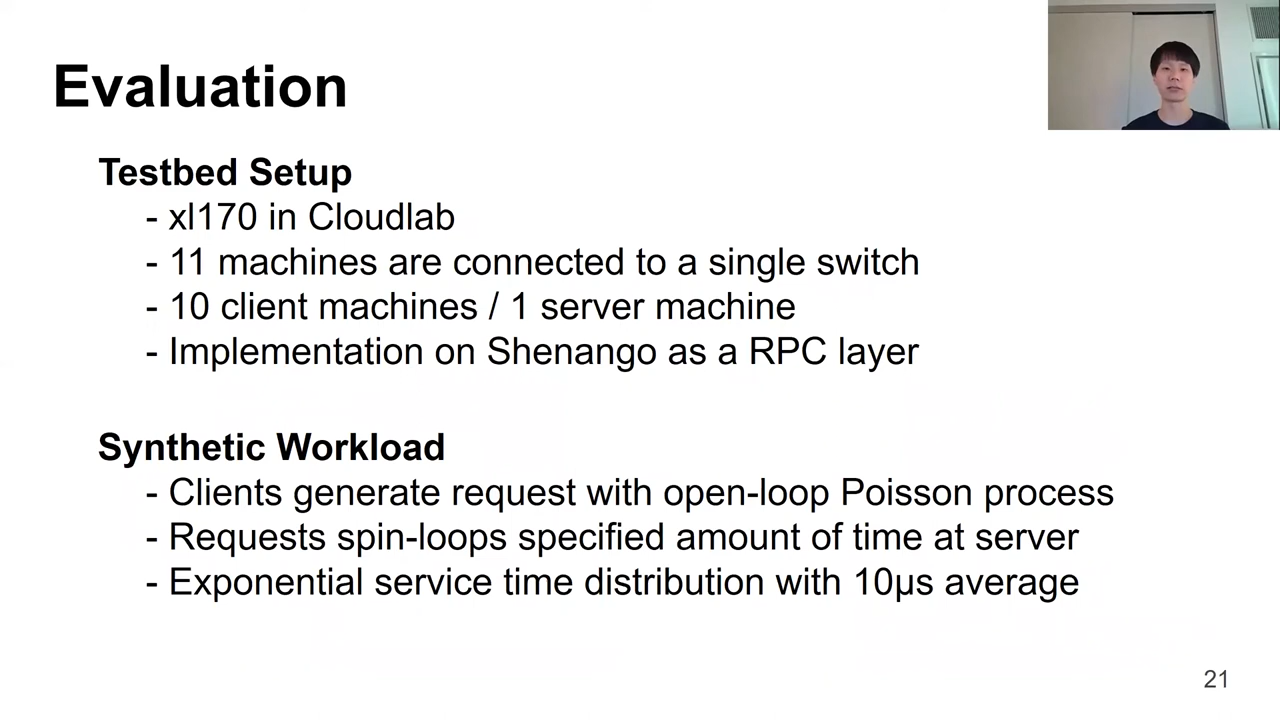 Evaluation
Testbed Setup
- xl170 in Cloudlab
- 11 machines are connected to a single switch
- 10 client machines / 1 server machine
- Implementation on Shenango as a RPC layer
Synthetic Workload
- Clients generate request with open-loop Poisson process
- Requests spin-loops specified amount of time at server
- Exponential service time distribution with 10μs average
21